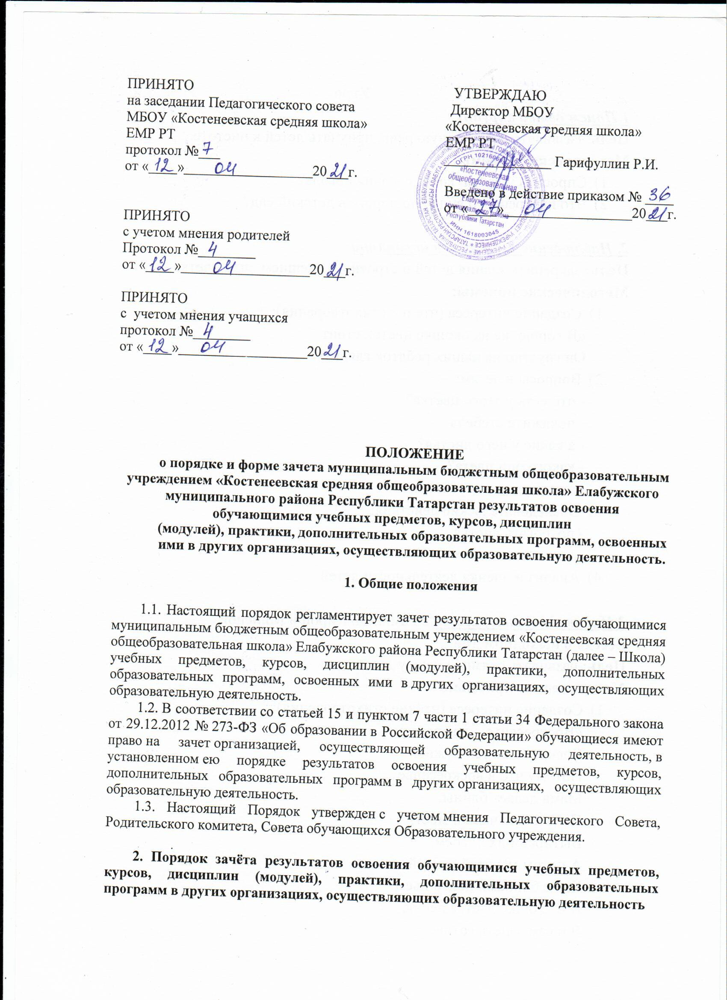 ПРИНЯТО
на заседании Педагогического совета
МБОУ «Костенеевская средняя школа»
ЕМР РТ
протокол № 7
от «12» 04 2021г.
УТВЕРЖДАЮ
Директор МБОУ
«Костенеевская средняя школа»
ЕМР РТ
Гарифуллин Р.И.
Введено в действие приказом № 36
от «27» 04 2021г.
«Костенеевская
общеобразовательная
школа»
Елабужского
муниципального района
Республики Татарстан
ИНН 1618003045
ПРИНЯТО
с учетом мнения родителей
Протокол № 4
от «12» 04 2021г.
ПРИНЯТО
с учетом мнения учащихся
протокол № 4
от «12» 04 2021г.
ПОЛОЖЕНИЕ
о порядке и форме зачета муниципальным бюджетным общеобразовательным
учреждением «Костенеевская средняя общеобразовательная школа» Елабужского
муниципального района Республики Татарстан результатов освоения
обучающимися учебных предметов, курсов, дисциплин
(модулей), практики, дополнительных образовательных программ, освоенных
ими в других организациях, осуществляющих образовательную деятельность.
1. Общие положения
1.1. Настоящий порядок регламентирует зачет результатов освоения обучающимися
муниципальным бюджетным общеобразовательным учреждением «Костенеевская средняя
общеобразовательная школа» Елабужского района Республики Татарстан (далее – Школа)
учебных предметов, курсов, дисциплин (модулей), практики, дополнительных
образовательных программ, освоенных ими в других организациях, осуществляющих
образовательную деятельность.
1.2. В соответствии со статьей 15 и пунктом 7 части 1 статьи 34 Федерального закона
от 29.12.2012 № 273-ФЗ «Об образовании в Российской Федерации» обучающиеся имеют
право на зачет организацией, осуществляющей образовательную деятельность, в
установленном ею порядке результатов освоения учебных предметов, курсов,
дополнительных образовательных программ в других организациях, осуществляющих
образовательную деятельность.
1.3. Настоящий Порядок утвержден с учетом мнения Педагогического Совета,
Родительского комитета, Совета обучающихся Образовательного учреждения.
2. Порядок зачёта результатов освоения обучающимися учебных предметов,
курсов, дисциплин (модулей), практики, дополнительных образовательных
программ в других организациях, осуществляющих образовательную деятельность